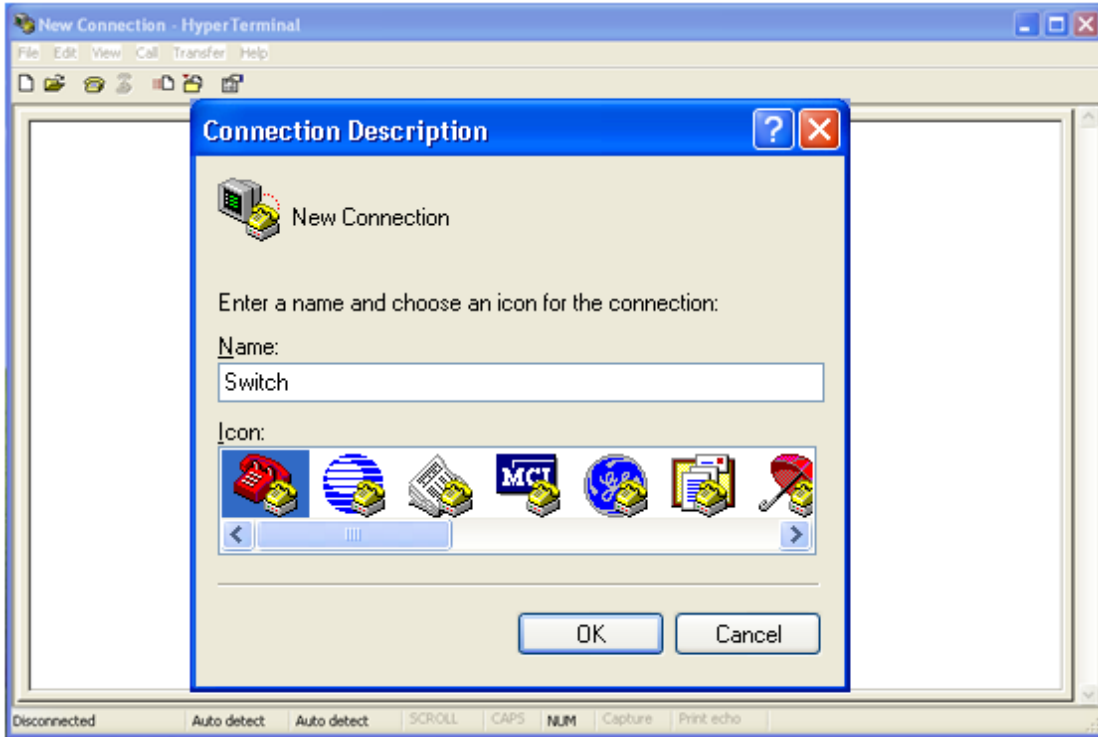 New Connection - HyperTerminal
File Edit View Call Transfer Help
Connection Description
New Connection
Enter a name and choose an icon for the connection:
Name:
Switch
Icon:
MCI
OK Cancel
Disconnected Auto detect Auto detect SCROLL CAPS NUM Capture Print echo